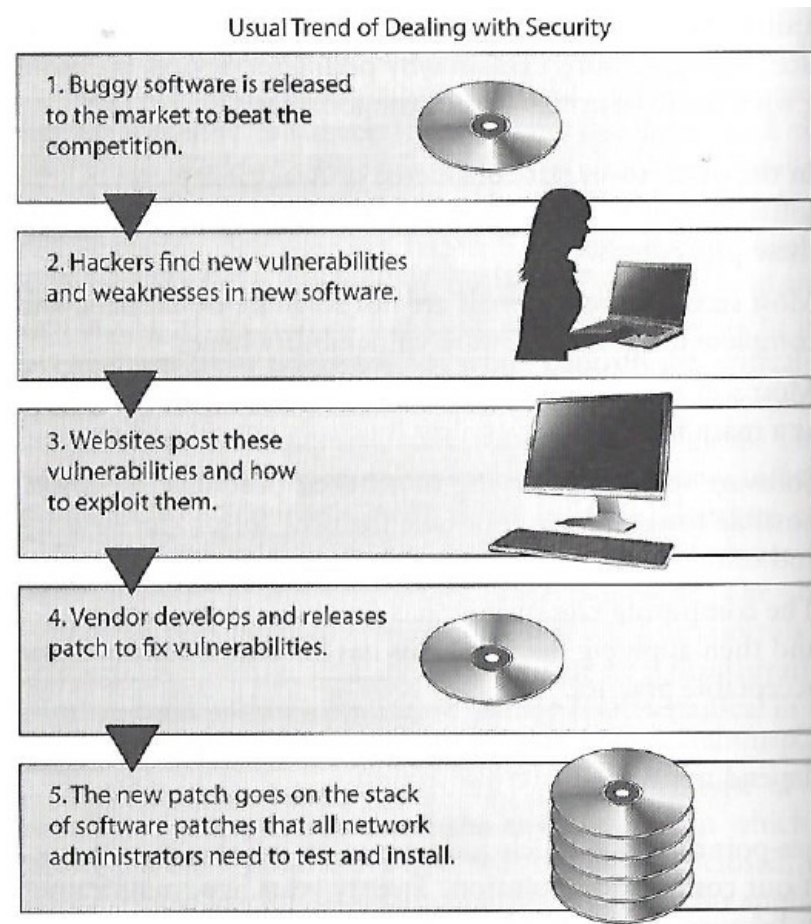 Usual Trend of Dealing with Security
1. Buggy software is released
to the market to beat the
competition.
2. Hackers find new vulnerabilities
and weaknesses in new software.
3. Websites post these
vulnerabilities and how
to exploit them.
4. Vendor develops and releases
patch to fix vulnerabilities.
5. The new patch goes on the stack
of software patches that all network
administrators need to test and install.